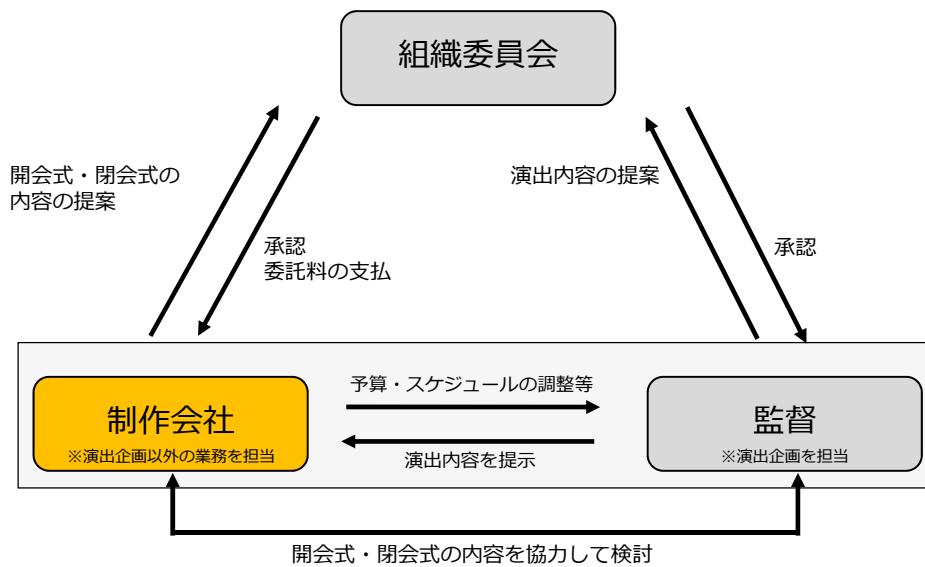 組織委員会
開会式・閉会式の
内容の提案
演出内容の提案
承認
委託料の支払
承認
予算・スケジュールの調整等
制作会社
※演出企画以外の業務を担当
監督
※演出企画を担当
演出内容を提示
開会式・閉会式の内容を協力して検討